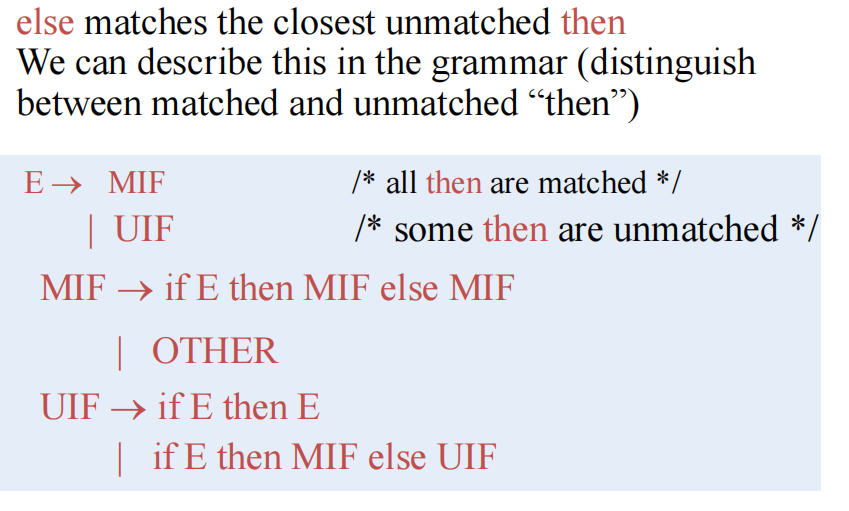 else matches the closest unmatched then
We can describe this in the grammar (distinguish
between matched and unmatched “then”)
E → MIF /* all then are matched */
| UIF /* some then are unmatched */
MIF → if E then MIF else MIF
| OTHER
UIF → if E then E
| if E then MIF else UIF